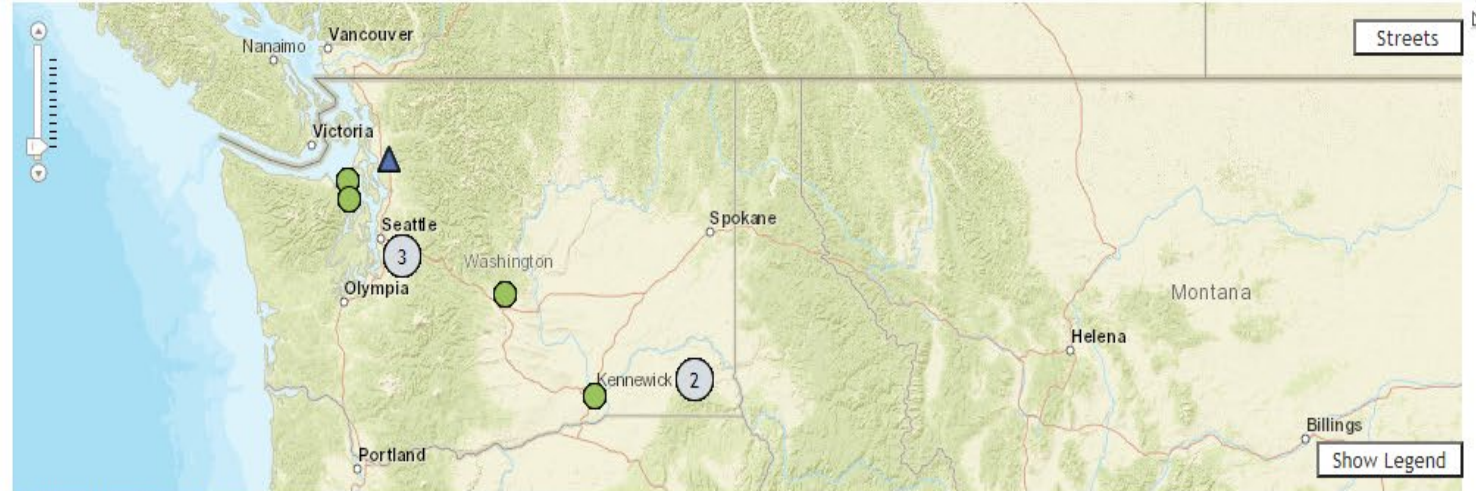 Streets
Nanaimo
Vancouver
Victoria
Seattle
3
Washington
Spokane
Olympia
Montana
Helena
Kennewick
2
Billings
Portland
Show Legend